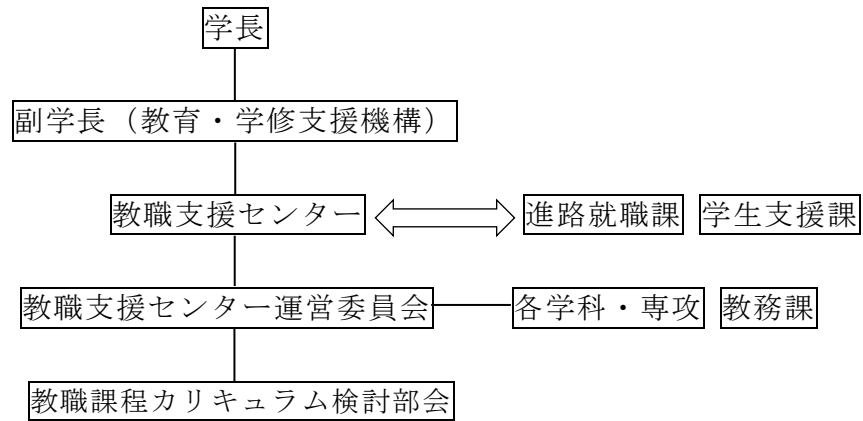 学長
副学長（教育・学修支援機構）
教職支援センター 進路就職課 学生支援課
教職支援センター運営委員会 各学科・専攻 教務課
教職課程カリキュラム検討部会